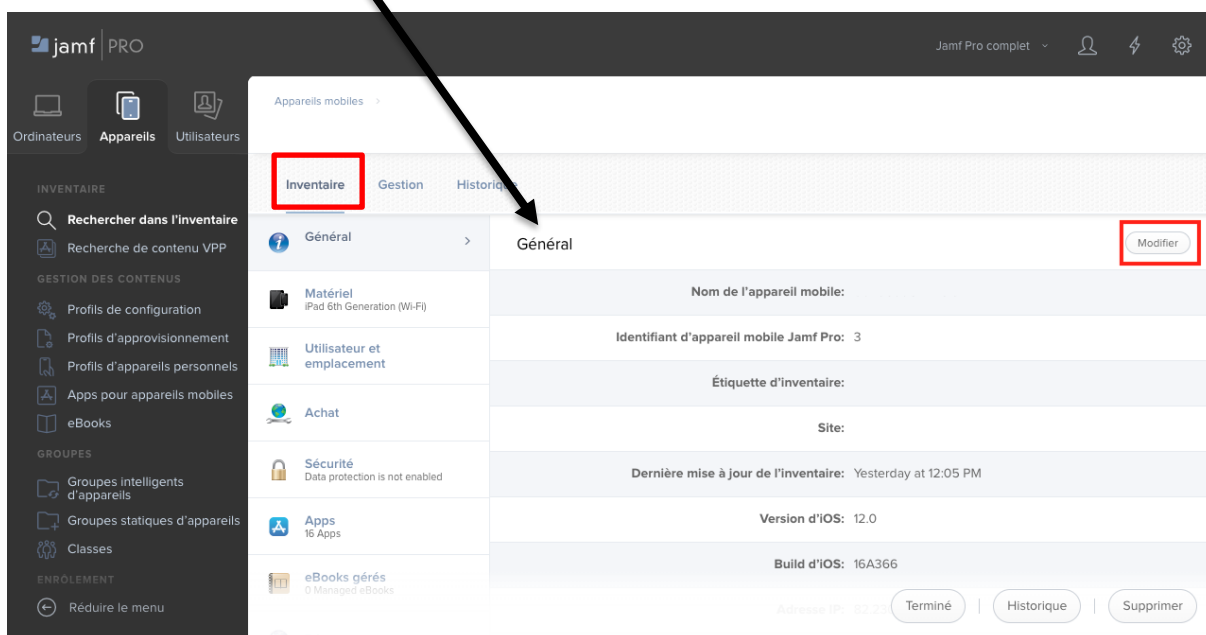 jamf PRO
Jamf Pro complet
Ordinateurs
Appareils
Utilisateurs
Appareils mobiles >
INVENTAIRE
Rechercher dans l'inventaire
Recherche de contenu VPP
GESTION DES CONTENUS
Profils de configuration
Profils d'approvisionnement
Profils d'appareils personnels
Apps pour appareils mobiles
eBooks
GROUPES
Groupes intelligents
d'appareils
Groupes statiques d'appareils
Classes
ENRÔLEMENT
Réduire le menu
Inventaire
Gestion
Historique
Général
Matériel
iPad 6th Generation (Wi-Fi)
Utilisateur et
emplacement
Achat
Sécurité
Data protection is not enabled
Apps
16 Apps
eBooks gérés
0 Managed eBooks
Général
Modifier
Nom de l'appareil mobile:
Identifiant d'appareil mobile Jamf Pro: 3
Étiquette d'inventaire:
Site:
Dernière mise à jour de l'inventaire: Yesterday at 12:05 PM
Version d'iOS: 12.0
Build d'iOS: 16A366
Adresse IP:
Terminé
Historique
Supprimer